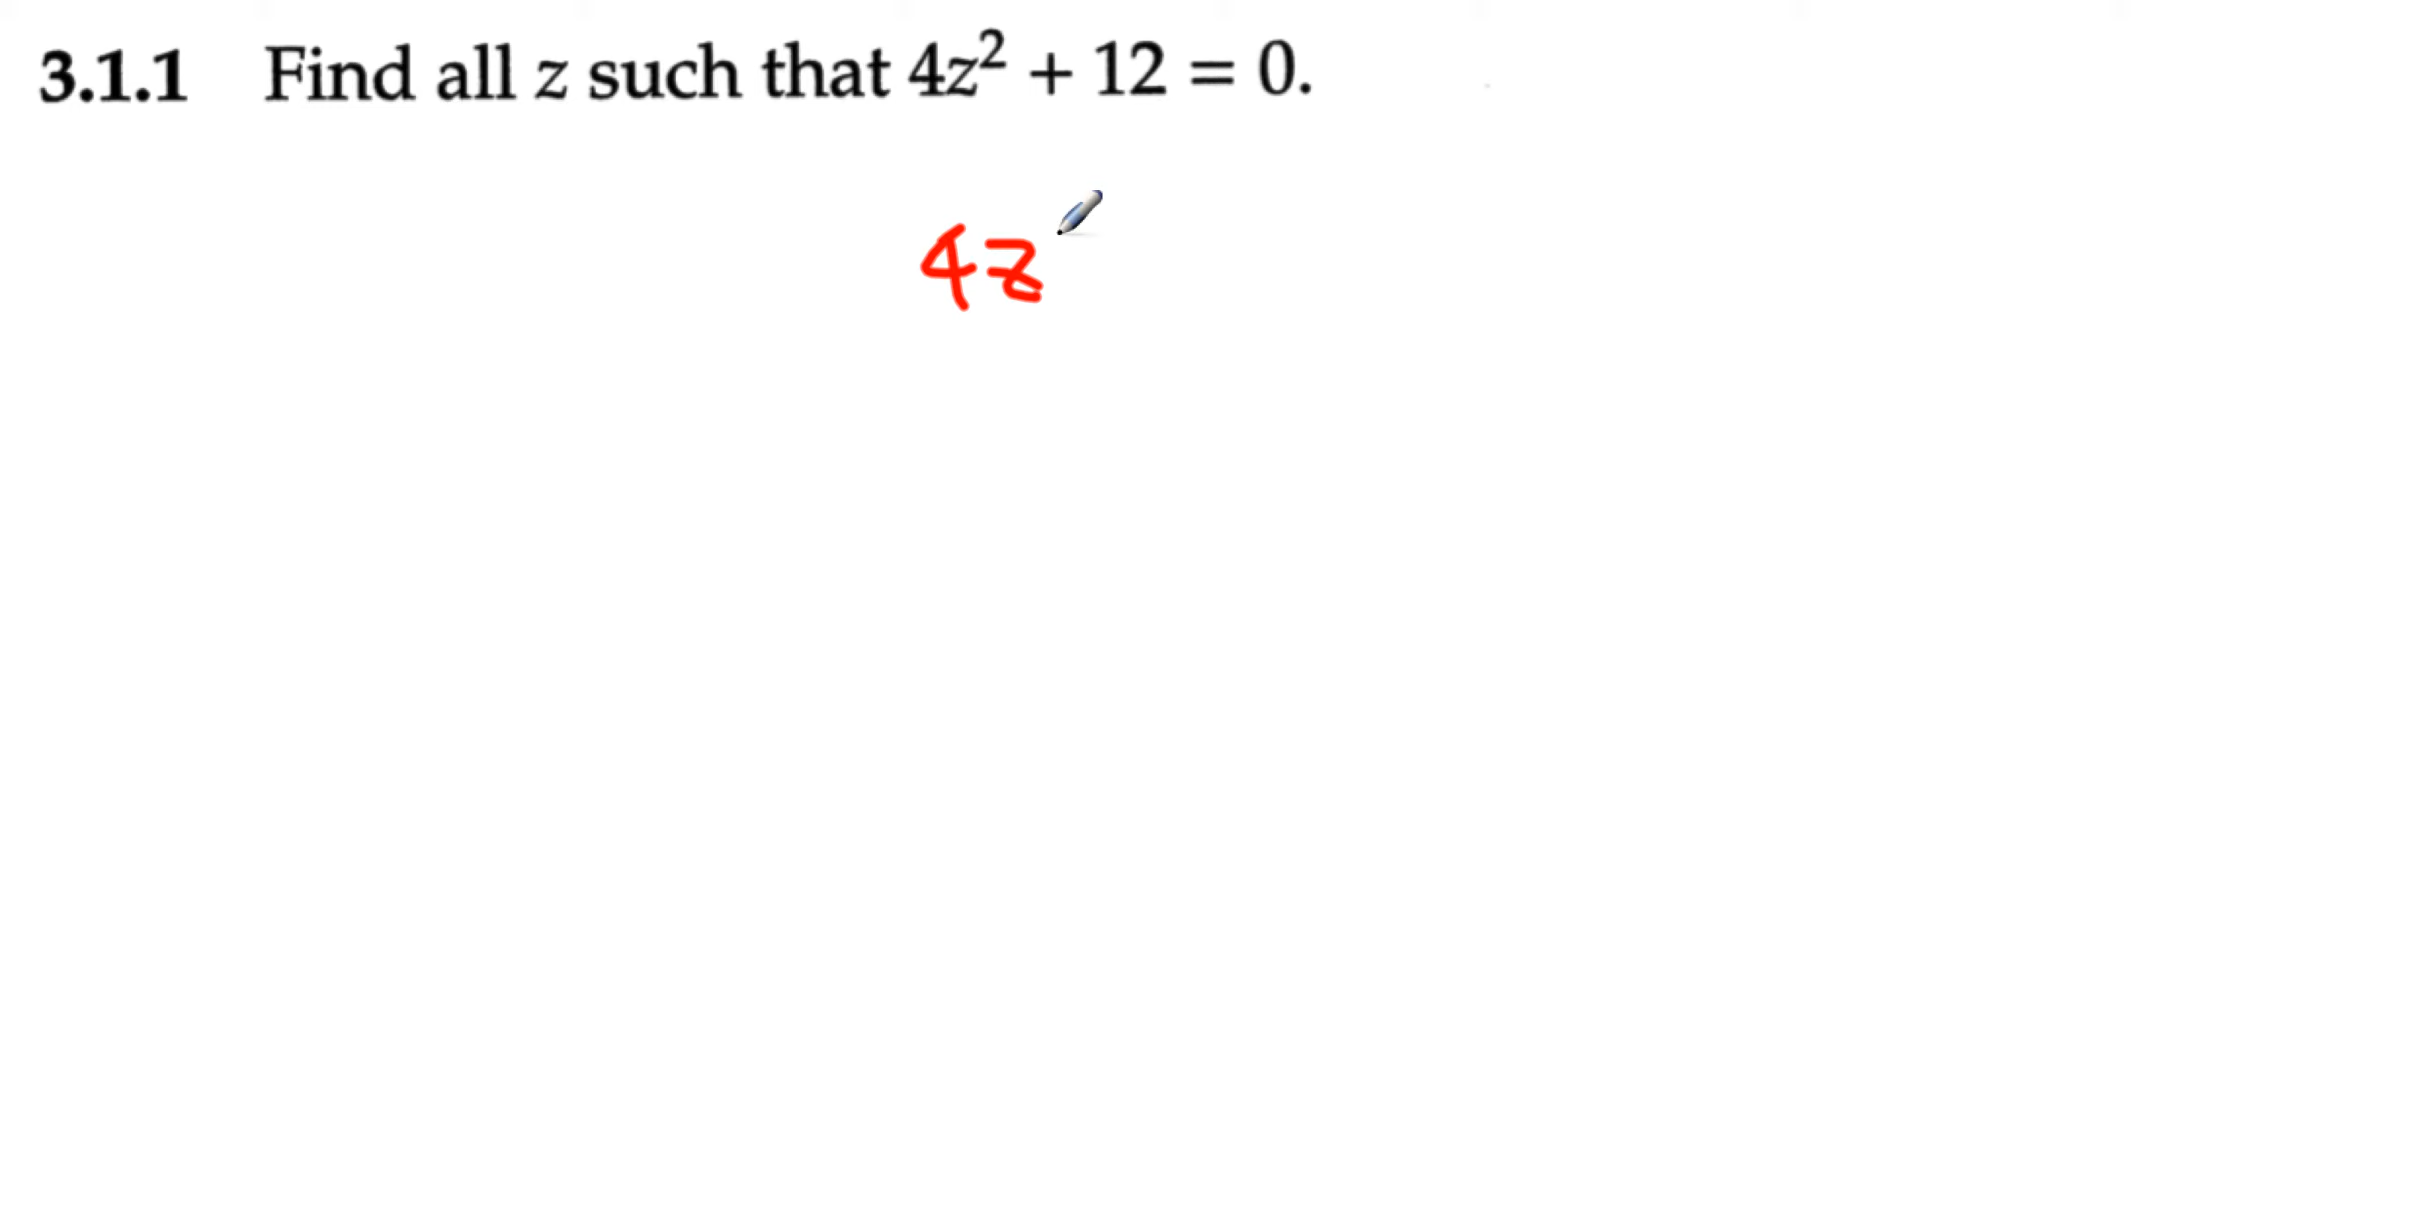 3.1.1 Find all z such that 4z² + 12 = 0.
4z